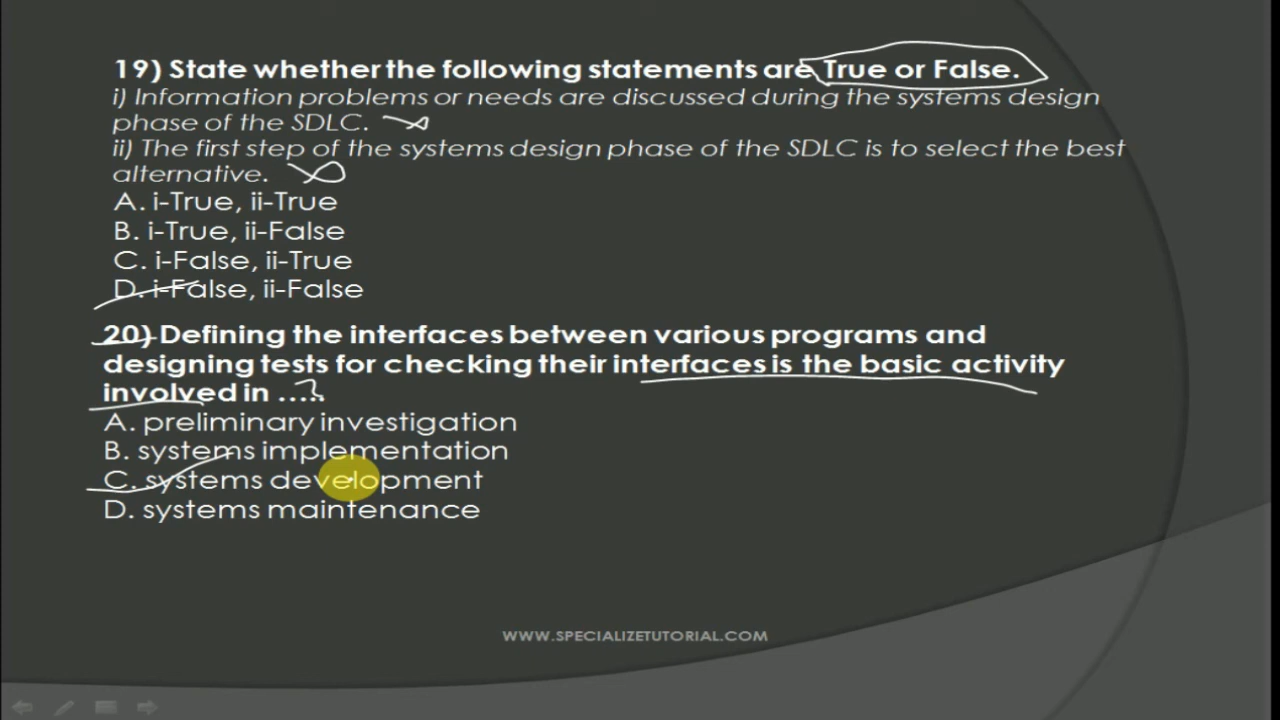 19) State whether the following statements are True or False.
i) Information problems or needs are discussed during the systems design
phase of the SDLC.
ii) The first step of the systems design phase of the SDLC is to select the best
alternative.
A. i-True, ii-True
B. i-True, ii-False
C. i-False, ii-True
D. i-False, ii-False
20) Defining the interfaces between various programs and
designing tests for checking their interfaces is the basic activity
involved in .....
A. preliminary investigation
B. systems implementation
C. systems development
D. systems maintenance
WWW.SPECIALIZETUTORIAL.COM